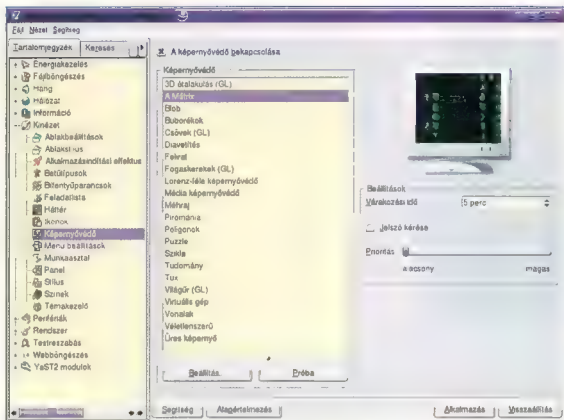 Fájl Nézet Segítség
Tartalomjegyzék Keresés
Energiakezelés
Fájlböngészés
Hang
Hálózat
Információ
Kinézet
Ablakbeállítások
Ablakstílus
Alkalmazásindítási effektus
Betűtípusok
Billentyűparancsok
Feladatlista
Háttér
Ikonok
Képernyővédő
Menü beállítások
Munkaasztal
Panel
Stílus
Színek
Témakezelő
Perifériák
Rendszer
Testreszabás
Webböngészés
YaST2 modulok
A képernyővédő bekapcsolása
Képernyővédő
3D átalakulás (GL)
A Mátrix
Blob
Buborékok
Csövek (GL)
Diavetítés
Fogaskerekek (GL)
Lorenz-féle képernyővédő
Média képernyővédő
Méhraj
Pirománia
Poligonok
Puzzle
Szikla
Tudomány
Tux
Világűr (GL)
Virtuális gép
Vonalak
Véletlenszerű
Üres képernyő
Beállítás. Próba
Beállítások
Várakozási idő 5 perc
Jelszó kérése
Prioritás
alacsony magas
Segítség Alapértelmezés Alkalmazás Visszaállítás